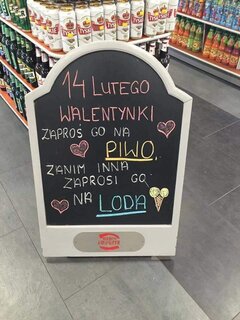 14 LUTEGO
WALENTYNKI
ZAPROŚ GO NA
PIWO,
ZANIM INNA
ZAPROSI GO
NA LODA